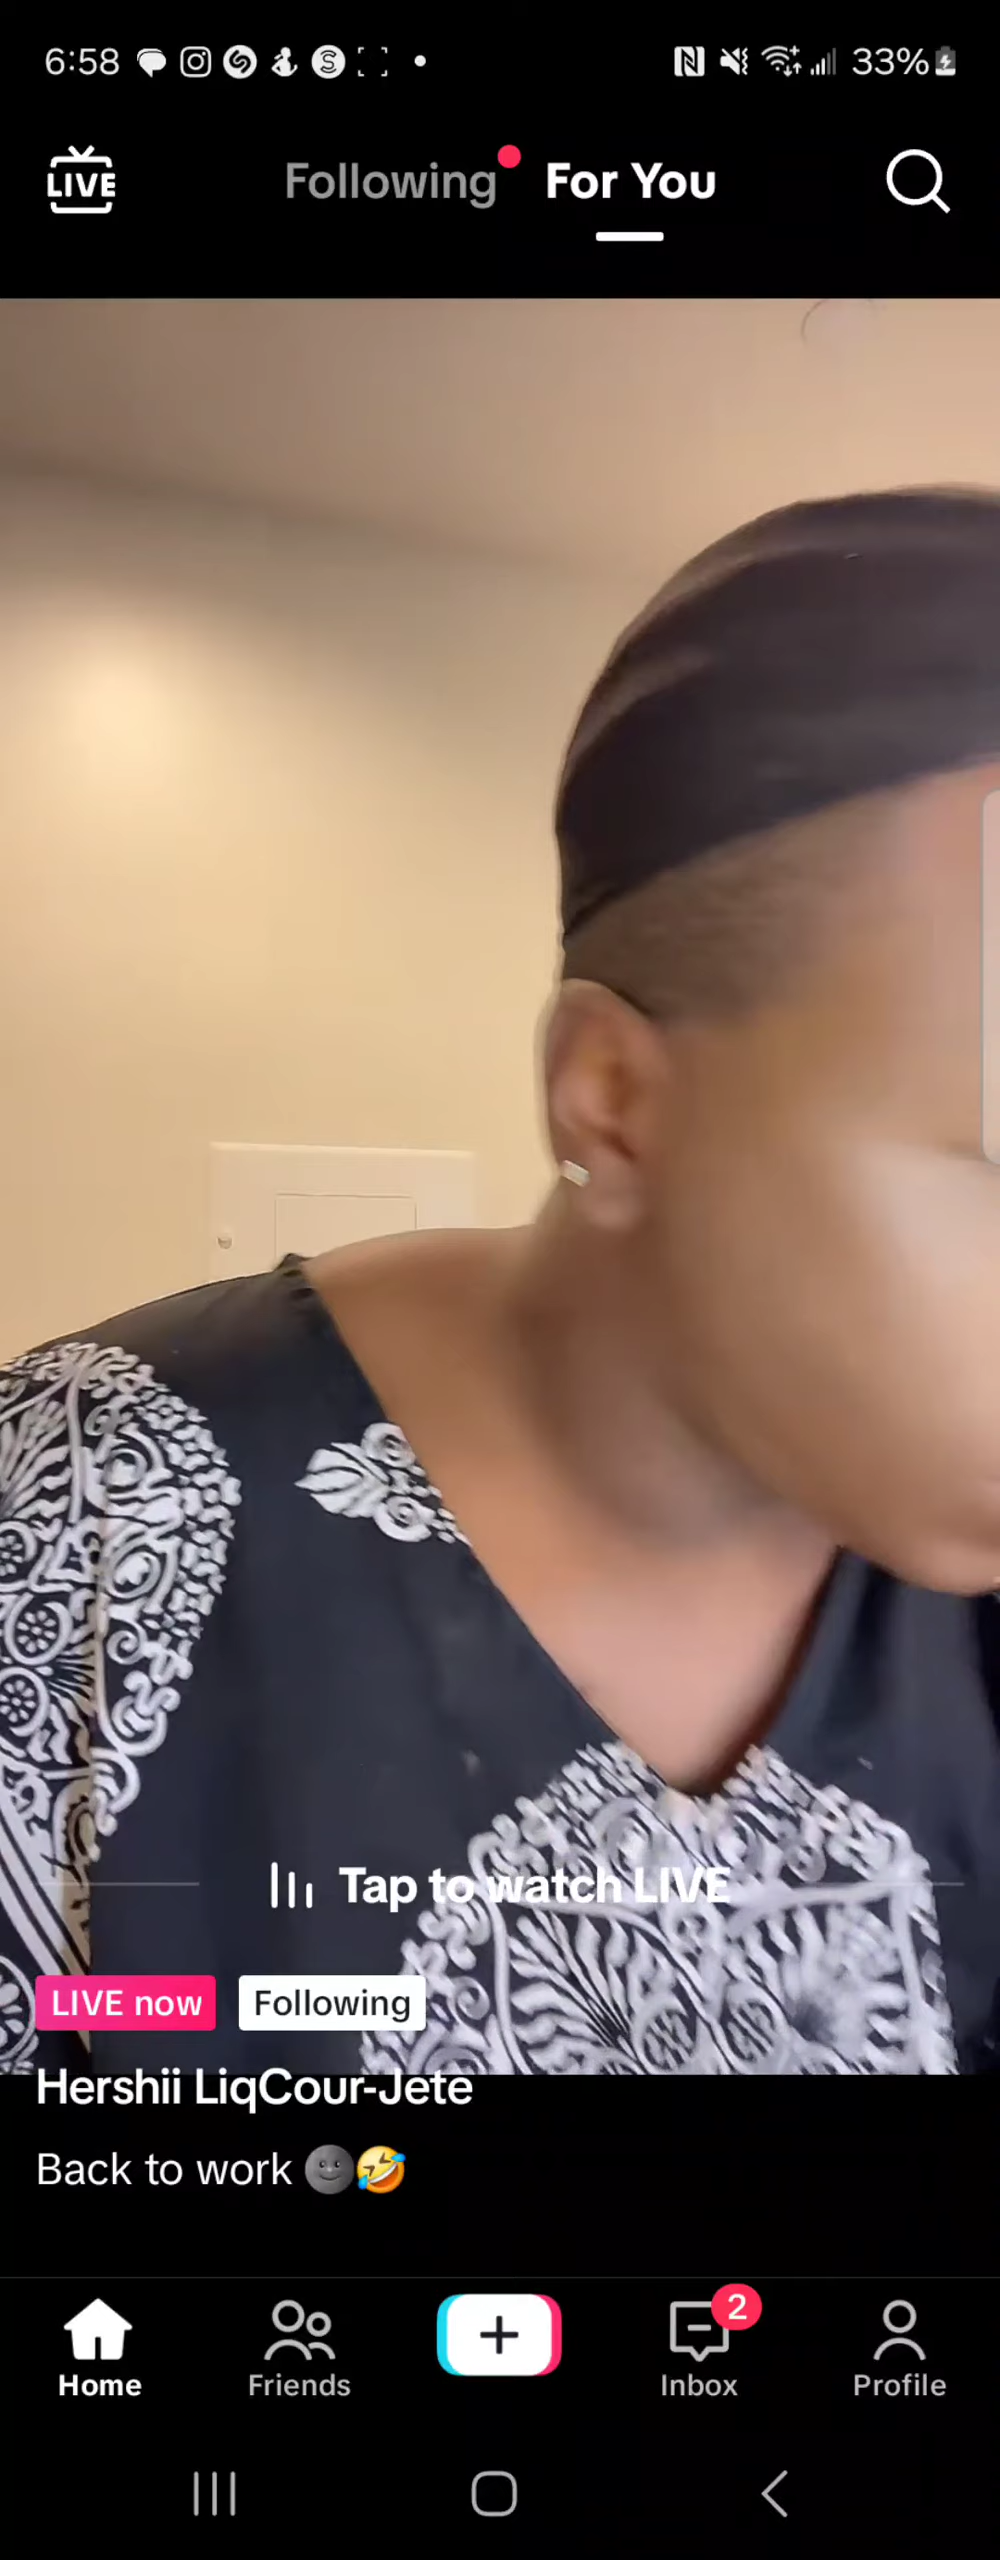 6:58
33%
LIVE
Following For You
Tap to watch LIVE
LIVE now Following
Hershii LiqCour-Jete
Back to work 🌚🤣
2
Home Friends Inbox Profile